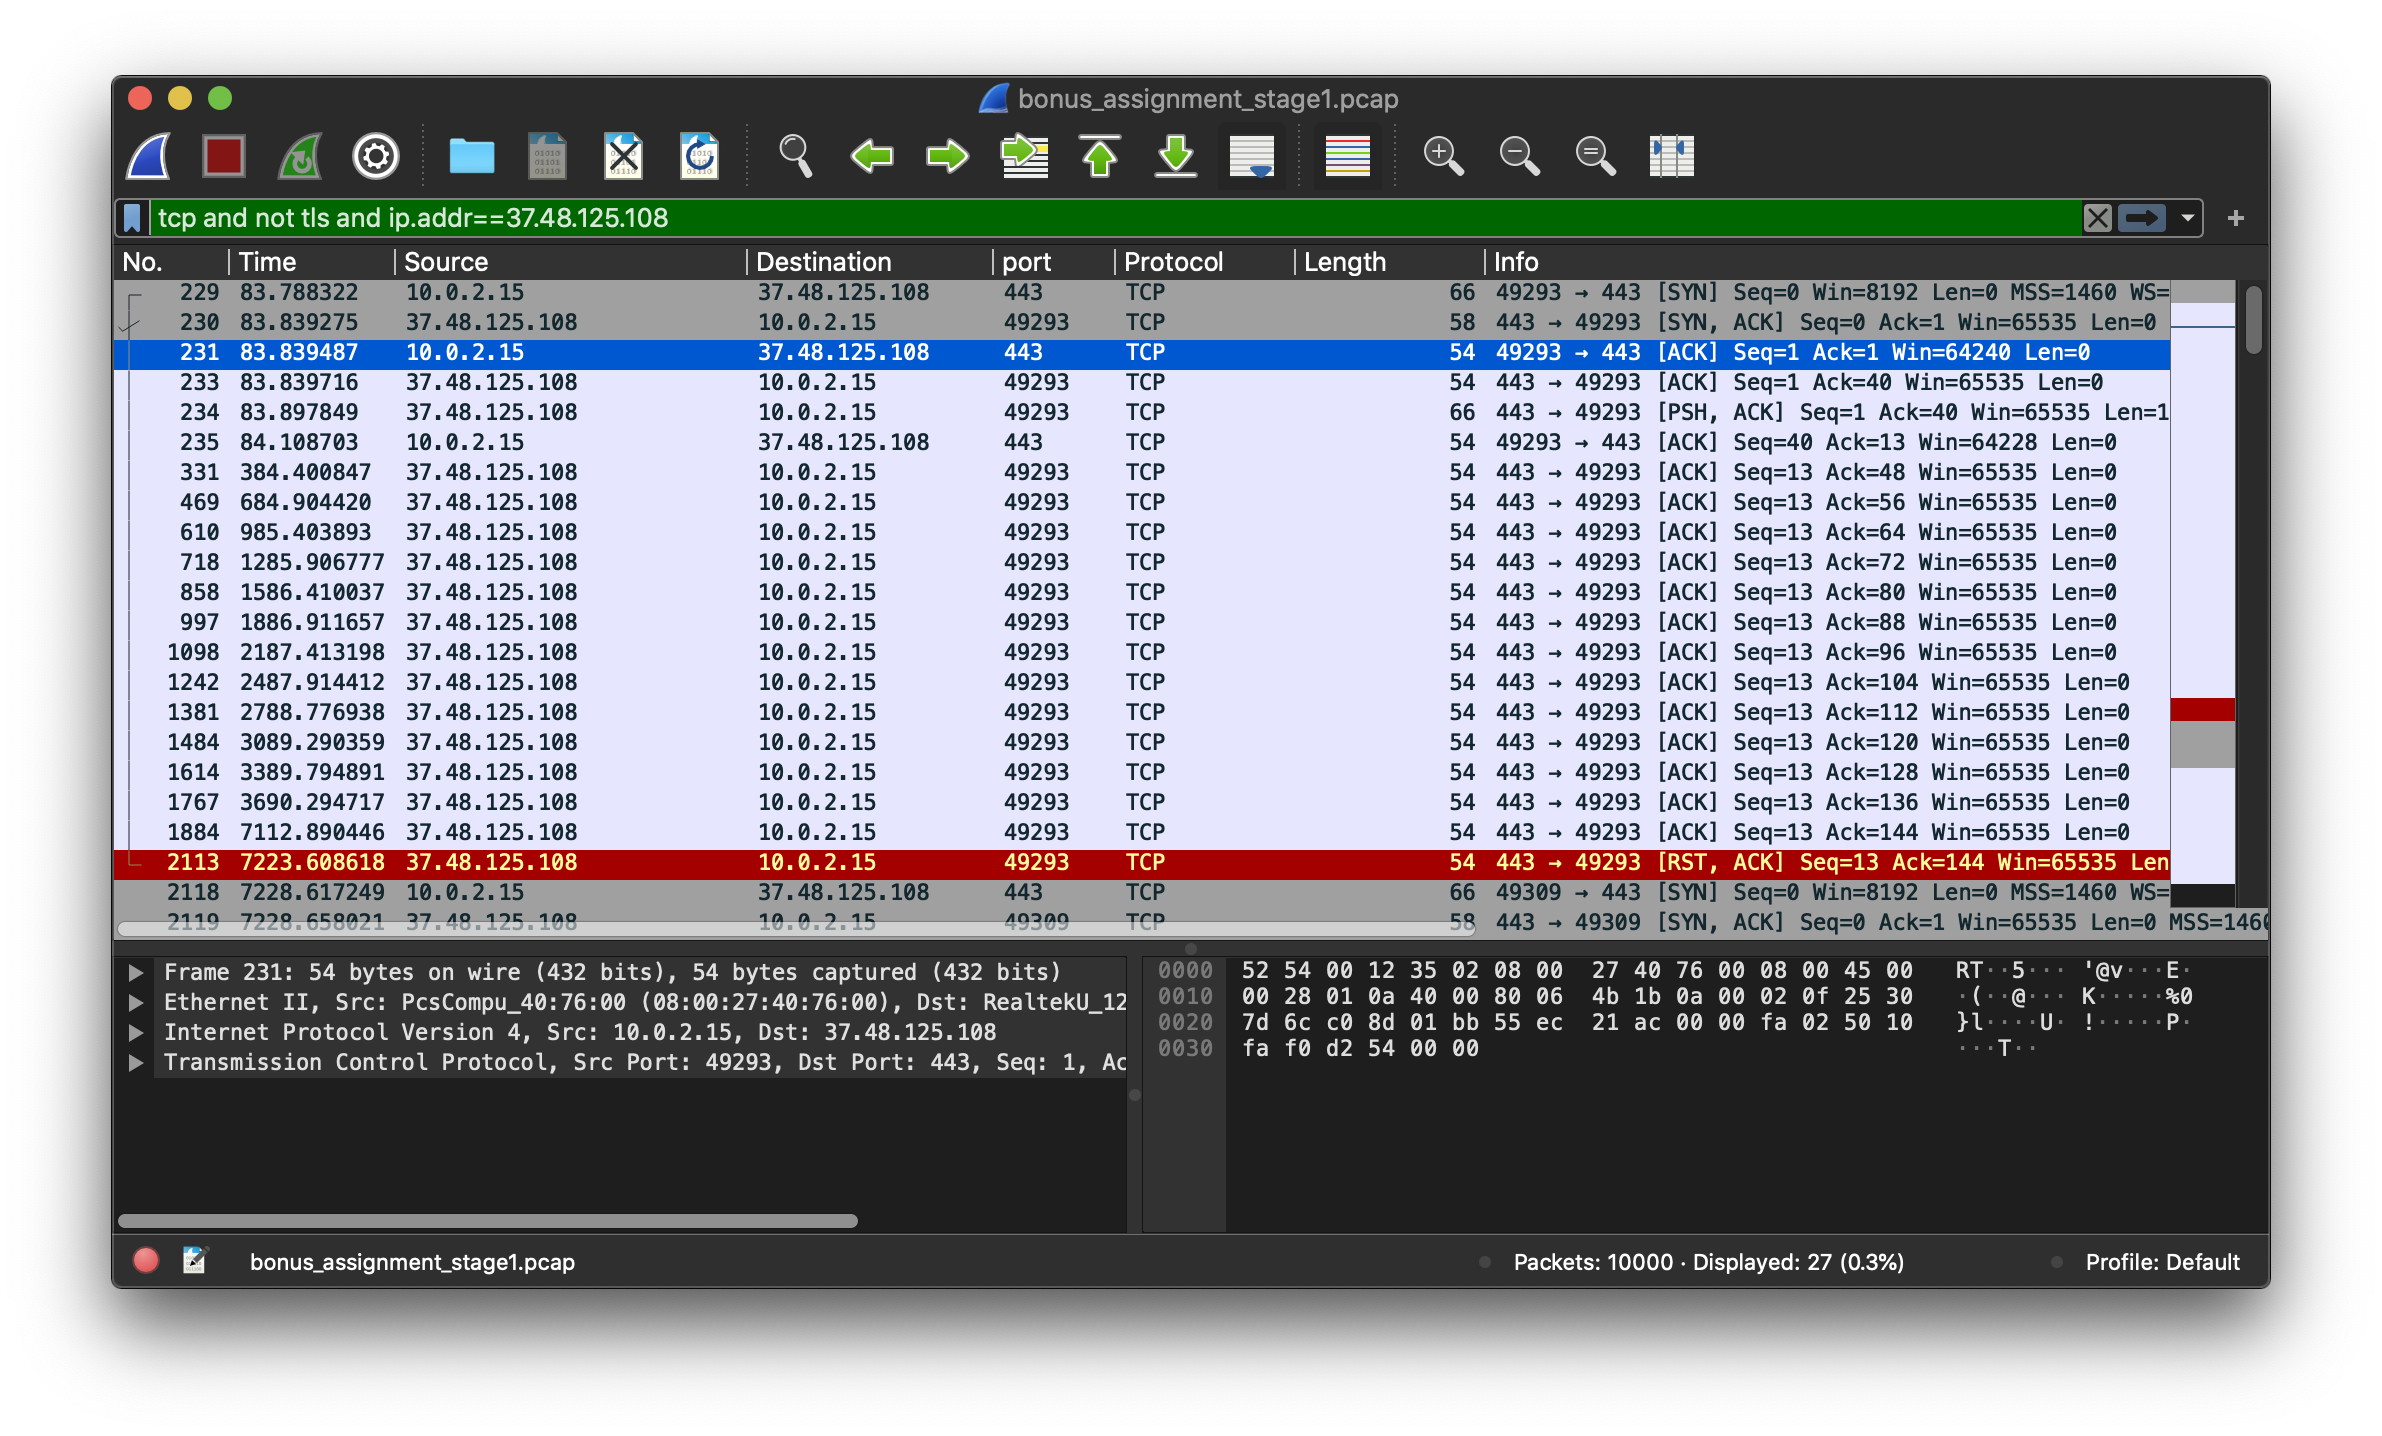 bonus_assignment_stage1.pcap
tcp and not tls and ip.addr==37.48.125.108
No. Time Source Destination port Protocol Length Info
229 83.788322 10.0.2.15 37.48.125.108 443 TCP 66 49293 → 443 [SYN] Seq=0 Win=8192 Len=0 MSS=1460 WS=
230 83.839275 37.48.125.108 10.0.2.15 49293 TCP 58 443 → 49293 [SYN, ACK] Seq=0 Ack=1 Win=65535 Len=0
231 83.839487 10.0.2.15 37.48.125.108 443 TCP 54 49293 → 443 [ACK] Seq=1 Ack=1 Win=64240 Len=0
233 83.839716 37.48.125.108 10.0.2.15 49293 TCP 54 443 → 49293 [ACK] Seq=1 Ack=40 Win=65535 Len=0
234 83.897849 37.48.125.108 10.0.2.15 49293 TCP 66 443 → 49293 [PSH, ACK] Seq=1 Ack=40 Win=65535 Len=1
235 84.108703 10.0.2.15 37.48.125.108 443 TCP 54 49293 → 443 [ACK] Seq=40 Ack=13 Win=64228 Len=0
331 384.400847 37.48.125.108 10.0.2.15 49293 TCP 54 443 → 49293 [ACK] Seq=13 Ack=48 Win=65535 Len=0
469 684.904420 37.48.125.108 10.0.2.15 49293 TCP 54 443 → 49293 [ACK] Seq=13 Ack=56 Win=65535 Len=0
610 985.403893 37.48.125.108 10.0.2.15 49293 TCP 54 443 → 49293 [ACK] Seq=13 Ack=64 Win=65535 Len=0
718 1285.906777 37.48.125.108 10.0.2.15 49293 TCP 54 443 → 49293 [ACK] Seq=13 Ack=72 Win=65535 Len=0
858 1586.410037 37.48.125.108 10.0.2.15 49293 TCP 54 443 → 49293 [ACK] Seq=13 Ack=80 Win=65535 Len=0
997 1886.911657 37.48.125.108 10.0.2.15 49293 TCP 54 443 → 49293 [ACK] Seq=13 Ack=88 Win=65535 Len=0
1098 2187.413198 37.48.125.108 10.0.2.15 49293 TCP 54 443 → 49293 [ACK] Seq=13 Ack=96 Win=65535 Len=0
1242 2487.914412 37.48.125.108 10.0.2.15 49293 TCP 54 443 → 49293 [ACK] Seq=13 Ack=104 Win=65535 Len=0
1381 2788.776938 37.48.125.108 10.0.2.15 49293 TCP 54 443 → 49293 [ACK] Seq=13 Ack=112 Win=65535 Len=0
1484 3089.290359 37.48.125.108 10.0.2.15 49293 TCP 54 443 → 49293 [ACK] Seq=13 Ack=120 Win=65535 Len=0
1614 3389.794891 37.48.125.108 10.0.2.15 49293 TCP 54 443 → 49293 [ACK] Seq=13 Ack=128 Win=65535 Len=0
1767 3690.294717 37.48.125.108 10.0.2.15 49293 TCP 54 443 → 49293 [ACK] Seq=13 Ack=136 Win=65535 Len=0
1884 7112.890446 37.48.125.108 10.0.2.15 49293 TCP 54 443 → 49293 [ACK] Seq=13 Ack=144 Win=65535 Len=0
2113 7223.608618 37.48.125.108 10.0.2.15 49293 TCP 54 443 → 49293 [RST, ACK] Seq=13 Ack=144 Win=65535 Len
2118 7228.617249 10.0.2.15 37.48.125.108 443 TCP 66 49309 → 443 [SYN] Seq=0 Win=8192 Len=0 MSS=1460 WS=
2119 7228.658021 37.48.125.108 10.0.2.15 49309 TCP 58 443 → 49309 [SYN, ACK] Seq=0 Ack=1 Win=65535 Len=0 MSS=1460
Frame 231: 54 bytes on wire (432 bits), 54 bytes captured (432 bits)
Ethernet II, Src: PcsCompu_40:76:00 (08:00:27:40:76:00), Dst: RealtekU_12
Internet Protocol Version 4, Src: 10.0.2.15, Dst: 37.48.125.108
Transmission Control Protocol, Src Port: 49293, Dst Port: 443, Seq: 1, Ac
0000 52 54 00 12 35 02 08 00 27 40 76 00 08 00 45 00 RT··5··· '@v···E·
0010 00 28 01 0a 40 00 80 06 4b 1b 0a 00 02 0f 25 30 ·(··@··· K·····%0
0020 7d 6c c0 8d 01 bb 55 ec 21 ac 00 00 fa 02 50 10 }l····U· !·····P·
0030 fa f0 d2 54 00 00 ···T··
bonus_assignment_stage1.pcap
Packets: 10000 · Displayed: 27 (0.3%)
Profile: Default